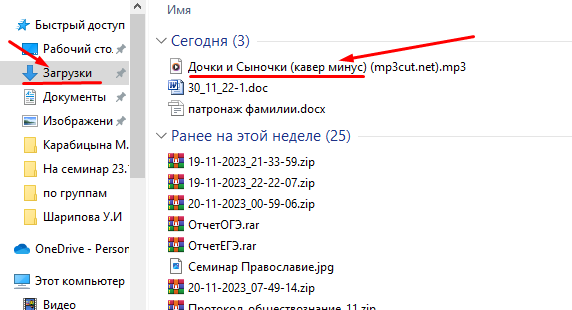 Быстрый доступ
Рабочий сто.
Загрузки
Документы
Изображени
Карабицына М.
На семинар 23.
по группам
Шарипова У.И
OneDrive - Person
Этот компьютер
Видео
Имя
Сегодня (3)
Дочки и Сыночки (кавер минус) (mp3cut.net).mp3
30_11_22-1.doc
патронаж фамилии.docx
Ранее на этой неделе (25)
19-11-2023_21-33-59.zip
19-11-2023_22-22-07.zip
20-11-2023_00-59-06.zip
ОтчетОГЭ.rar
ОтчетЕГЭ.rar
Семинар Православие.jpg
20-11-2023_07-49-14.zip
Протокол_обществознание_11.zip